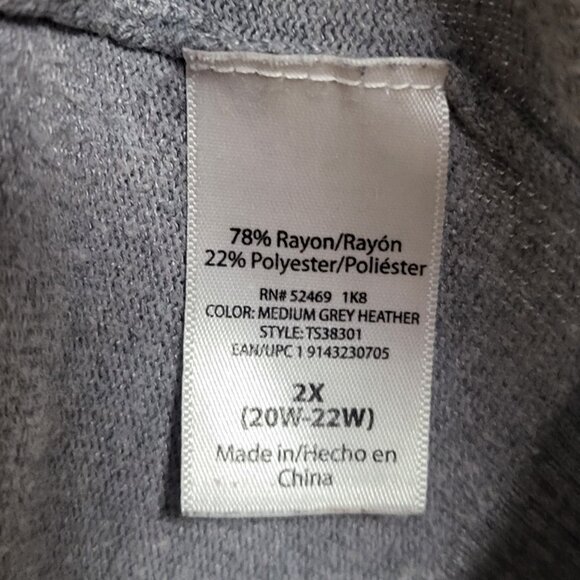 78% Rayon/Rayón
22% Polyester/Poliéster
RN# 52469 1K8
COLOR: MEDIUM GREY HEATHER
STYLE: TS38301
EAN/UPC 1 9143230705
2X
(20W-22W)
Made in/Hecho en
China